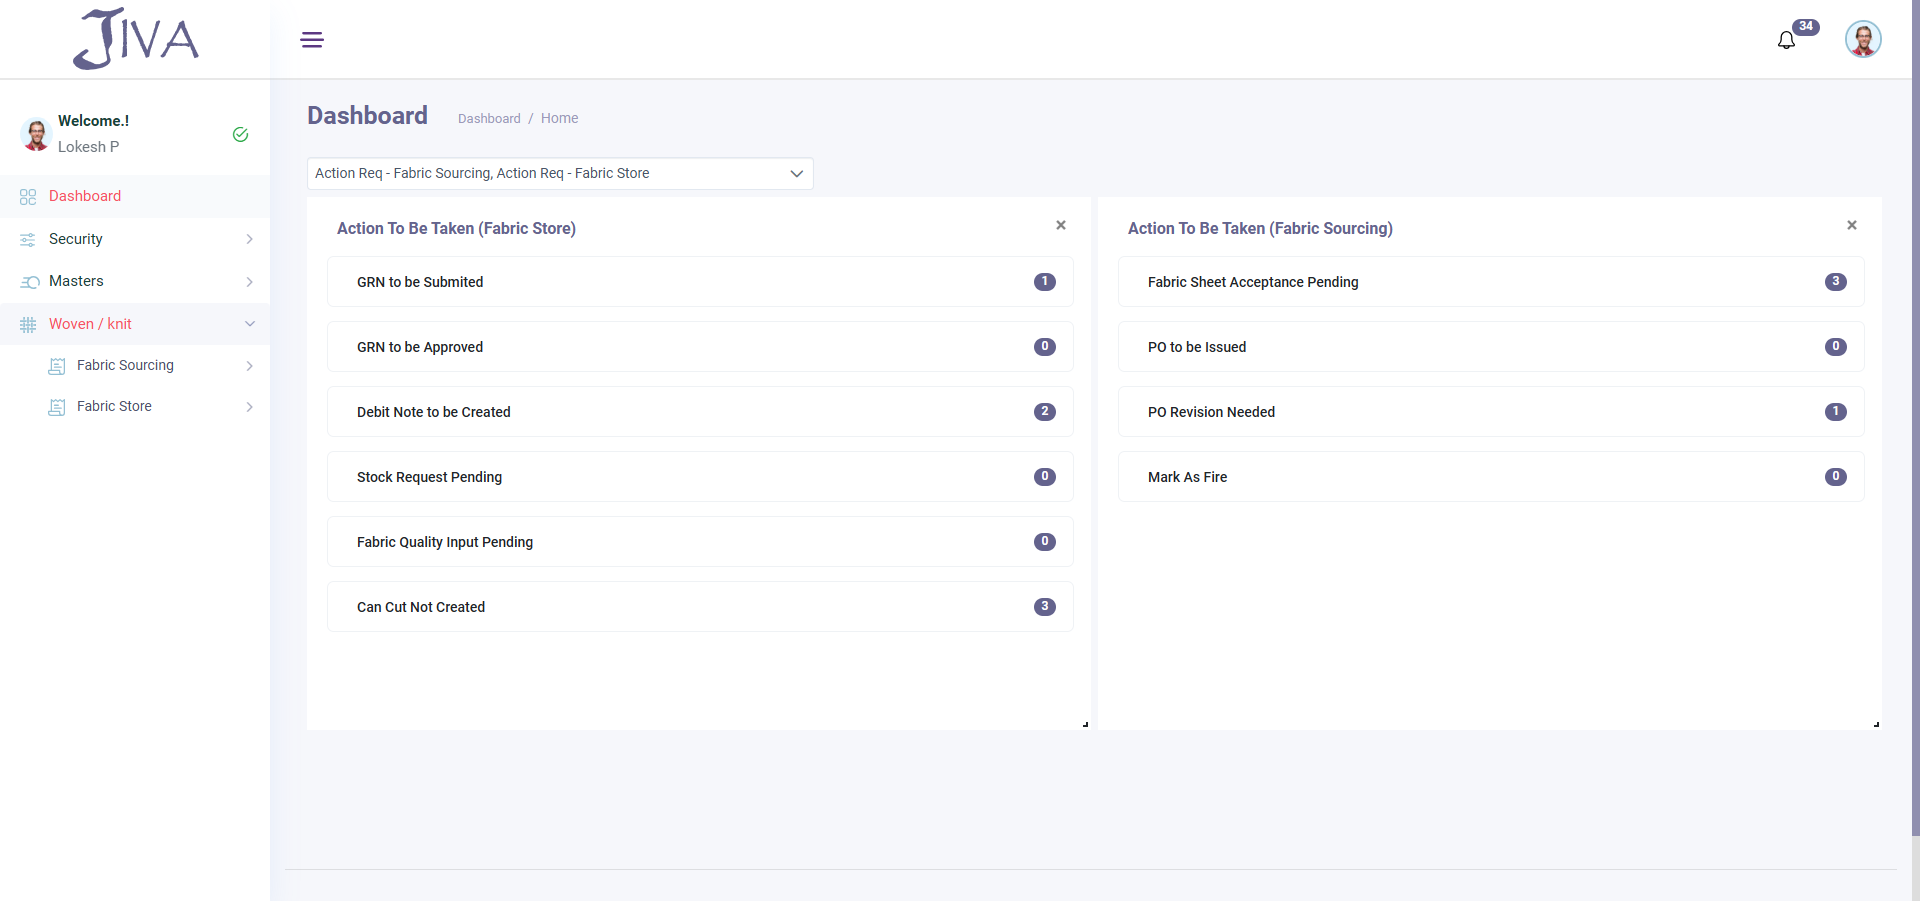 JIVA
34
Welcome.!
Lokesh P
Dashboard
Security
Masters
Woven / knit
Fabric Sourcing
Fabric Store
Dashboard
Dashboard / Home
Action Req - Fabric Sourcing, Action Req - Fabric Store
Action To Be Taken (Fabric Store)
×
GRN to be Submited 1
GRN to be Approved 0
Debit Note to be Created 2
Stock Request Pending 0
Fabric Quality Input Pending 0
Can Cut Not Created 3
Action To Be Taken (Fabric Sourcing)
×
Fabric Sheet Acceptance Pending 3
PO to be Issued 0
PO Revision Needed 1
Mark As Fire 0